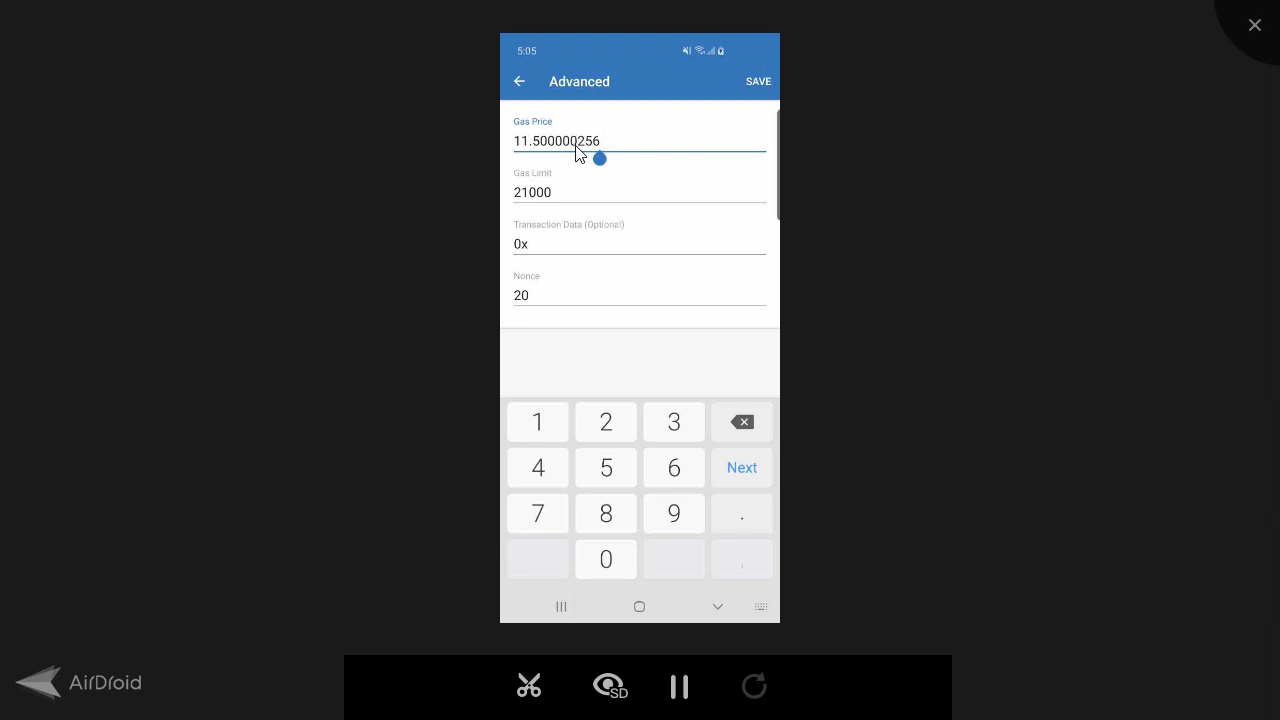 5:05
Advanced
SAVE
Gas Price
11.500000256
Gas Limit
21000
Transaction Data (Optional)
0x
Nonce
20
1 2 3
4 5 6 Next
7 8 9 .
0 ,
SD
AirDroid